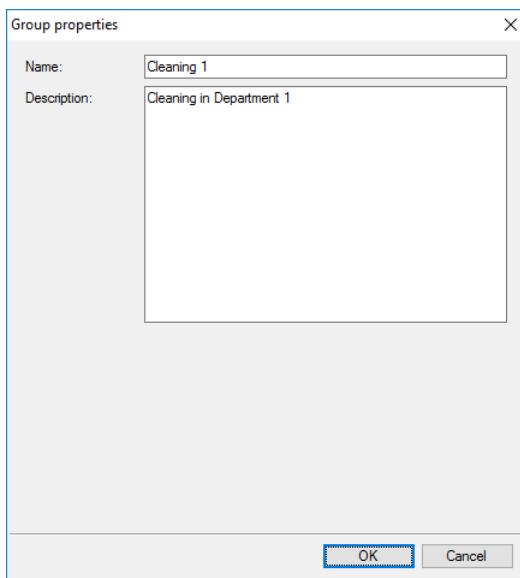 Group properties
Name: Cleaning 1
Description: Cleaning in Department 1
OK Cancel